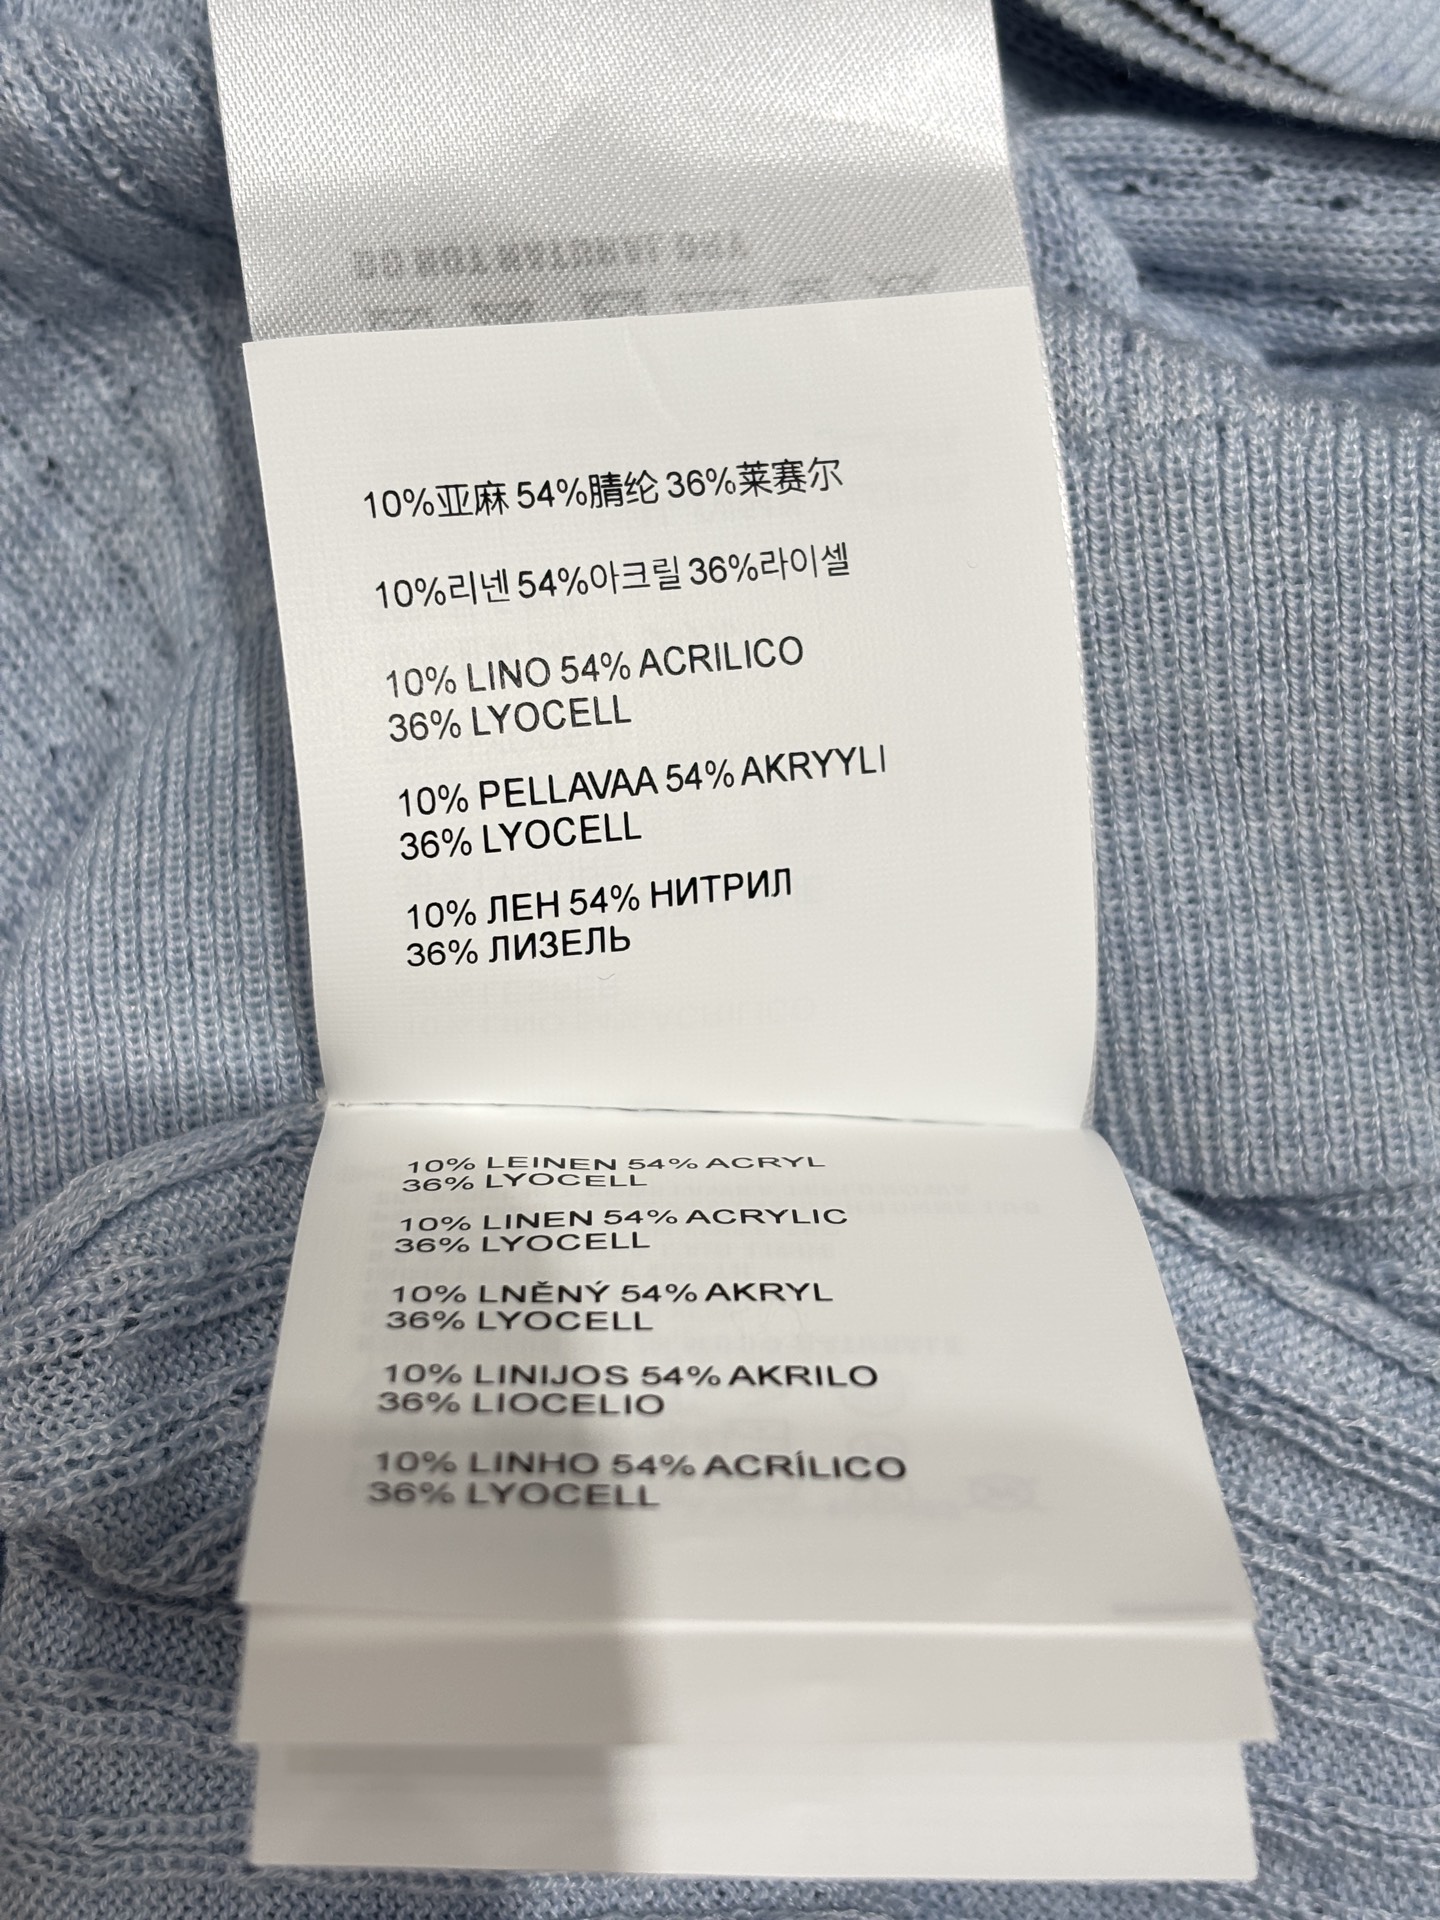 10%亚麻 54%腈纶 36%莱赛尔
10%리넨 54%아크릴 36%라이셀
10% LINO 54% ACRILICO
36% LYOCELL
10% PELLAVAA 54% AKRYYLI
36% LYOCELL
10% ЛЕН 54% НИТРИЛ
36% ЛИЗЕЛЬ
10% LEINEN 54% ACRYL
36% LYOCELL
10% LINEN 54% ACRYLIC
36% LYOCELL
10% LNĚNÝ 54% AKRYL
36% LYOCELL
10% LINIJOS 54% AKRILO
36% LIOCELIO
10% LINHO 54% ACRÍLICO
36% LYOCELL